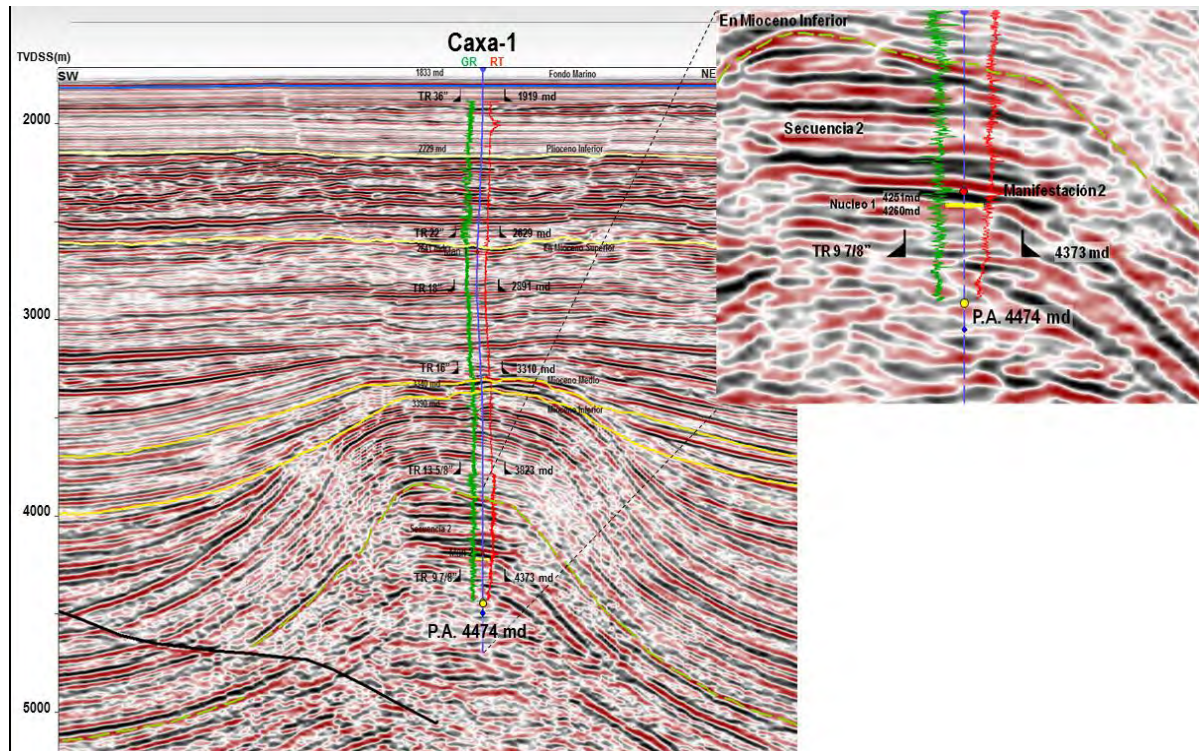 Caxa-1
TVDSS(m)
GR RT
SW
NE
1833 md Fondo Marino
TR 36" 1919 md
2000
2229 md Plioceno Inferior
TR 22" 2629 md
En Mioceno Superior
TR 18" 2891 md
3000
TR 16" 3310 md
Mioceno Medio
3390 md Mioceno Inferior
TR 13 5/8" 3823 md
4000
Secuencia 2
TR 9 7/8" 4373 md
P.A. 4474 md
5000
En Mioceno Inferior
Secuencia 2
Manifestación 2
4251md
Nucleo 1
4260md
TR 9 7/8"
4373 md
P.A. 4474 md